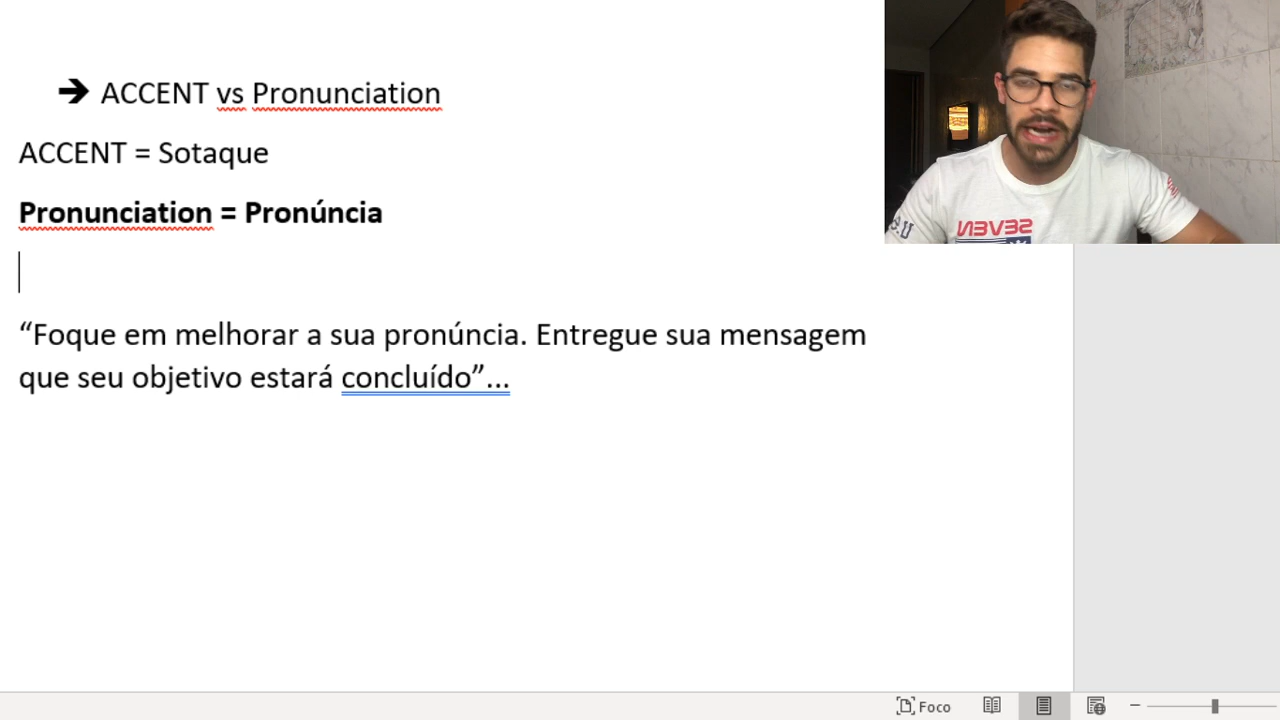 ➔ ACCENT vs Pronunciation
ACCENT = Sotaque
Pronunciation = Pronúncia
“Foque em melhorar a sua pronúncia. Entregue sua mensagem
que seu objetivo estará concluído”...
SEVEN
Foco